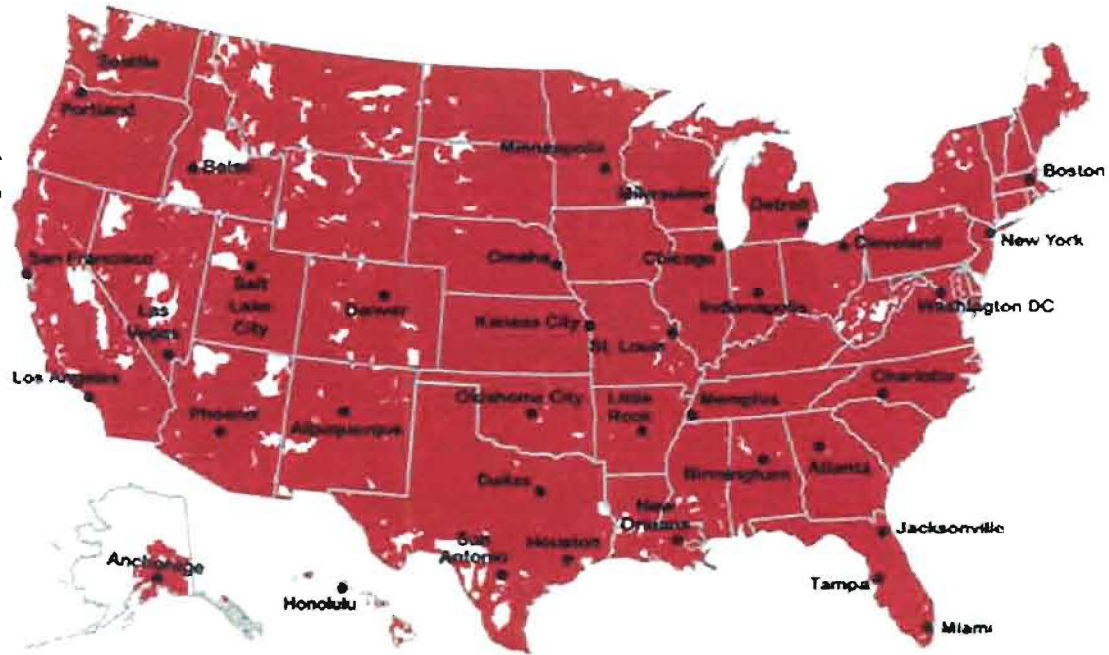 Seattle
Portland
Boise
Minneapolis
Milwaukee
Detroit
Boston
New York
Cleveland
Chicago
Omaha
San Francisco
Salt
Lake
City
Denver
Las
Vegas
Kansas City
Indianapolis
Washington DC
St. Louis
Los Angeles
Phoenix
Albuquerque
Oklahoma City
Little
Rock
Memphis
Charlotte
Birmingham
Atlanta
Dallas
New
Orleans
Jacksonville
San
Antonio
Houston
Anchorage
Honolulu
Tampa
Miami